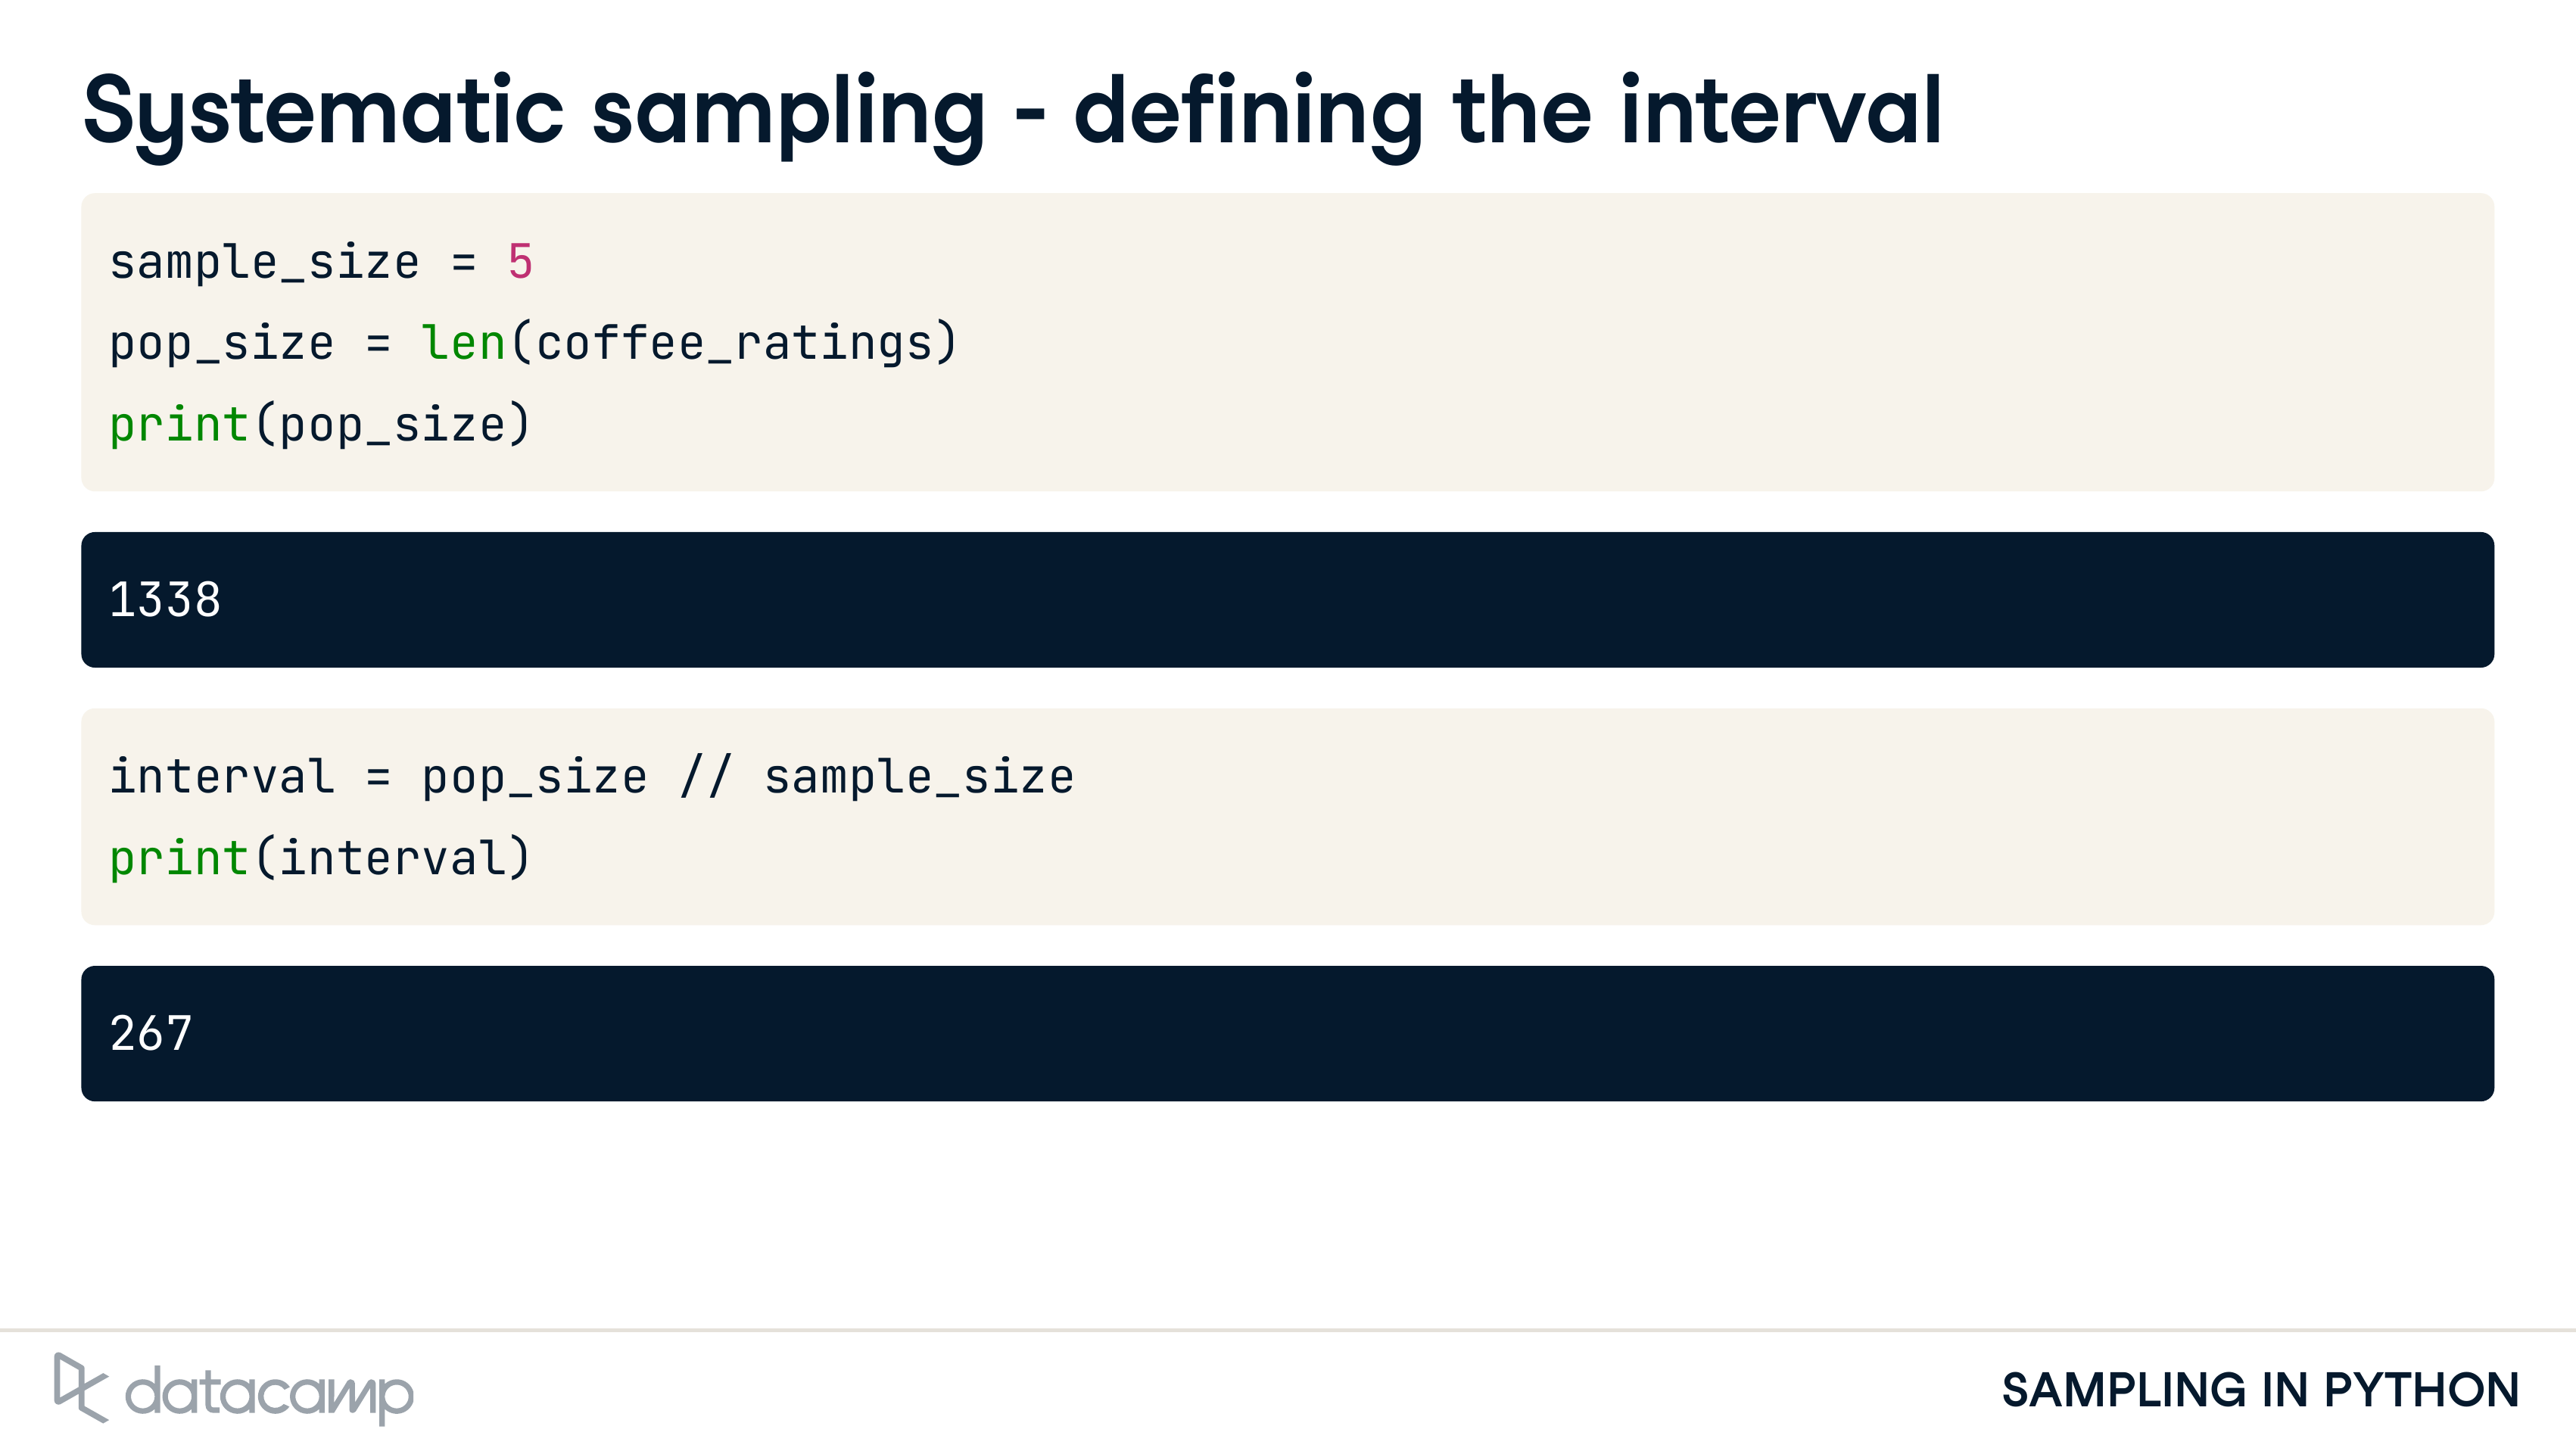 Systematic sampling - defining the interval
sample_size = 5
pop_size = len(coffee_ratings)
print(pop_size)
1338
interval = pop_size // sample_size
print(interval)
267
datacamp
SAMPLING IN PYTHON